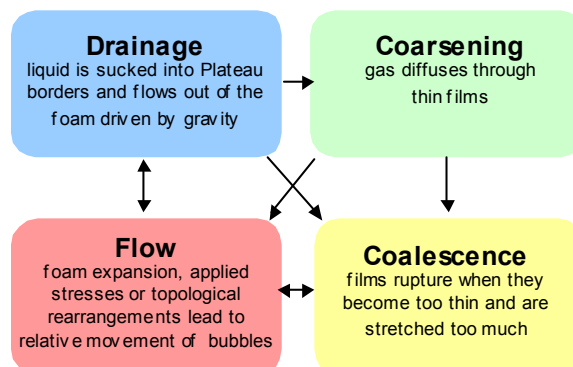 Drainage
liquid is sucked into Plateau
borders and flows out of the
foam driven by gravity
Coarsening
gas diffuses through
thin films
Flow
foam expansion, applied
stresses or topological
rearrangements lead to
relative movement of bubbles
Coalescence
films rupture when they
become too thin and are
stretched too much